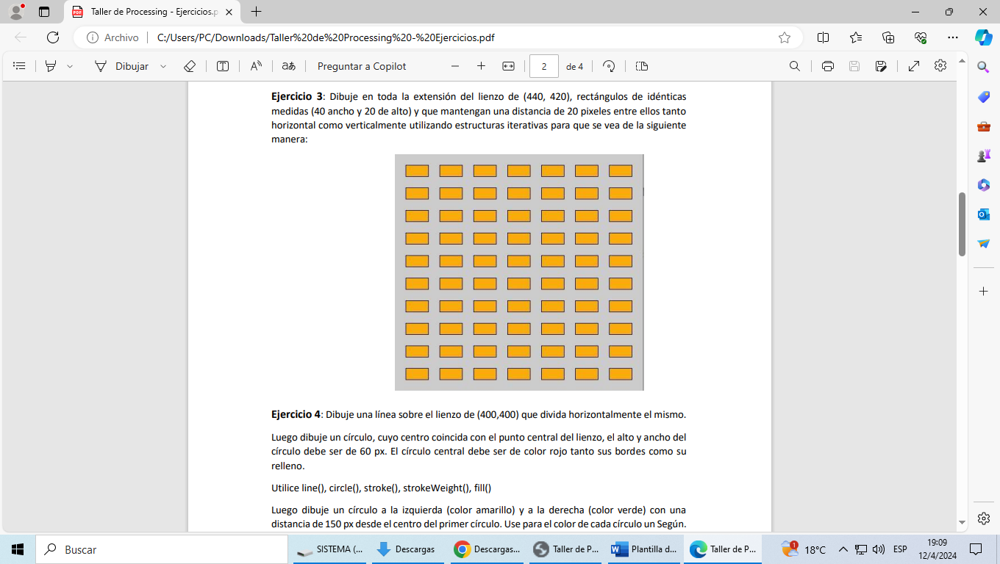 Taller de Processing - Ejercicios.p
Archivo
C:/Users/PC/Downloads/Taller%20de%20Processing%20-%20Ejercicios.pdf
Dibujar
Preguntar a Copilot
2
de 4
Ejercicio 3: Dibuje en toda la extensión del lienzo de (440, 420), rectángulos de idénticas
medidas (40 ancho y 20 de alto) y que mantengan una distancia de 20 pixeles entre ellos tanto
horizontal como verticalmente utilizando estructuras iterativas para que se vea de la siguiente
manera:
Ejercicio 4: Dibuje una línea sobre el lienzo de (400,400) que divida horizontalmente el mismo.
Luego dibuje un círculo, cuyo centro coincida con el punto central del lienzo, el alto y ancho del
círculo debe ser de 60 px. El círculo central debe ser de color rojo tanto sus bordes como su
relleno.
Utilice line(), circle(), stroke(), strokeWeight(), fill()
Luego dibuje un círculo a la izquierda (color amarillo) y a la derecha (color verde) con una
distancia de 150 px desde el centro del primer círculo. Use para el color de cada círculo un Según.
Buscar
SISTEMA (...
Descargas
Descargas...
Taller de P...
Plantilla d...
Taller de P...
1
18°C
ESP
19:09
12/4/2024